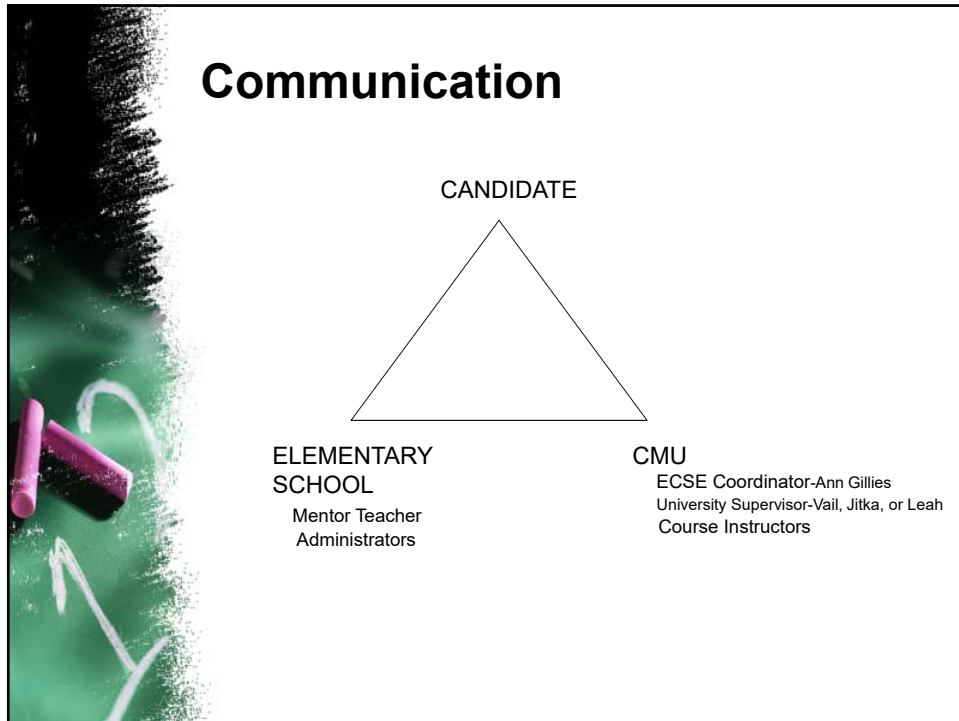 Communication
CANDIDATE
ELEMENTARY
SCHOOL
Mentor Teacher
Administrators
CMU
ECSE Coordinator-Ann Gillies
University Supervisor-Vail, Jitka, or Leah
Course Instructors